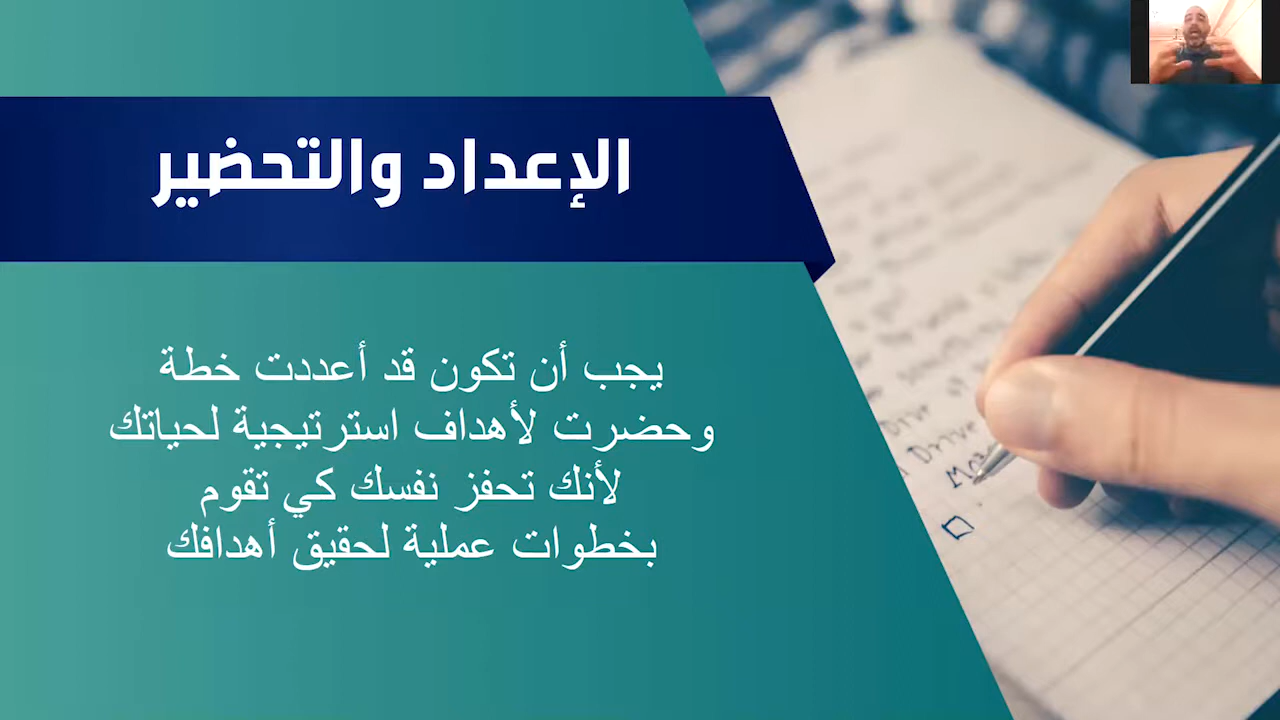 الإعداد والتحضير
يجب أن تكون قد أعددت خطة
وحضرت لأهداف استرتيجية لحياتك
لأنك تحفز نفسك كي تقوم
بخطوات عملية لحقيق أهدافك
Drive